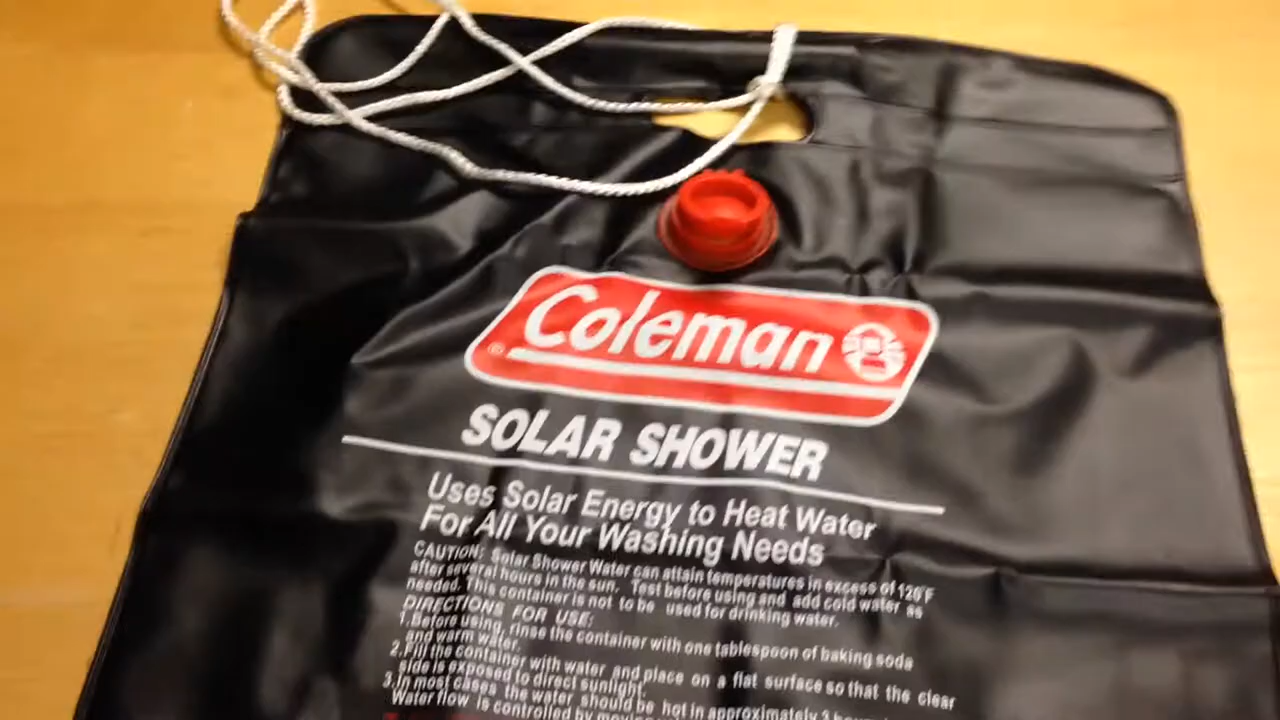 Coleman
®
SOLAR SHOWER
Uses Solar Energy to Heat Water
For All Your Washing Needs
CAUTION: Solar Shower Water can attain temperatures in excess of 120°F
after several hours in the sun. Test before using and add cold water as
needed. This container is not to be used for drinking water.
DIRECTIONS FOR USE:
1.Before using, rinse the container with one tablespoon of baking soda
and warm water.
2.Fill the container with water and place on a flat surface so that the clear
side is exposed to direct sunlight.
3.In most cases the water should be hot in approximately 3
Water flow is controlled by